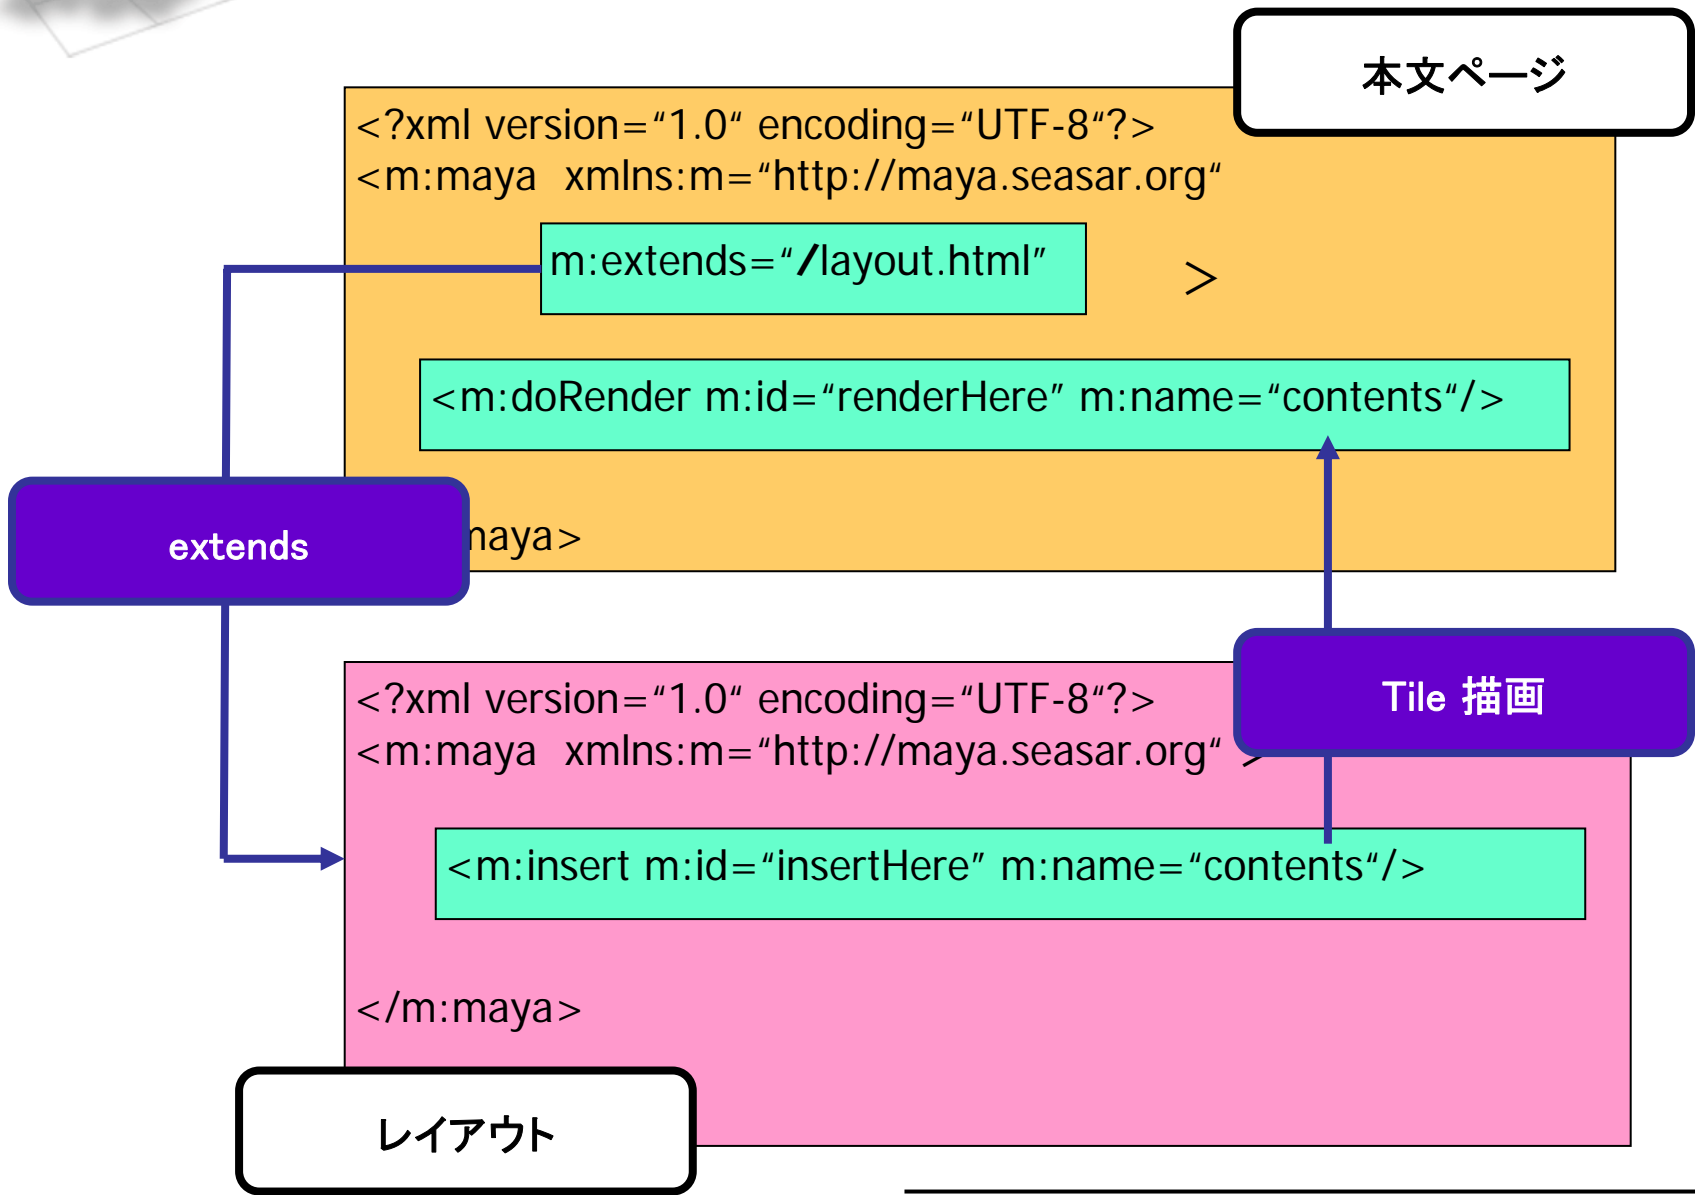 本文ページ
<?xml version=“1.0“ encoding=“UTF-8“?>
<m:maya xmlns:m=“http://maya.seasar.org“
m:extends=“/layout.html” >
<m:doRender m:id=“renderHere” m:name=“contents“/>
maya>
extends
Tile 描画
<?xml version=“1.0“ encoding=“UTF-8“?>
<m:maya xmlns:m=“http://maya.seasar.org“ >
<m:insert m:id=“insertHere” m:name=“contents“/>
</m:maya>
レイアウト